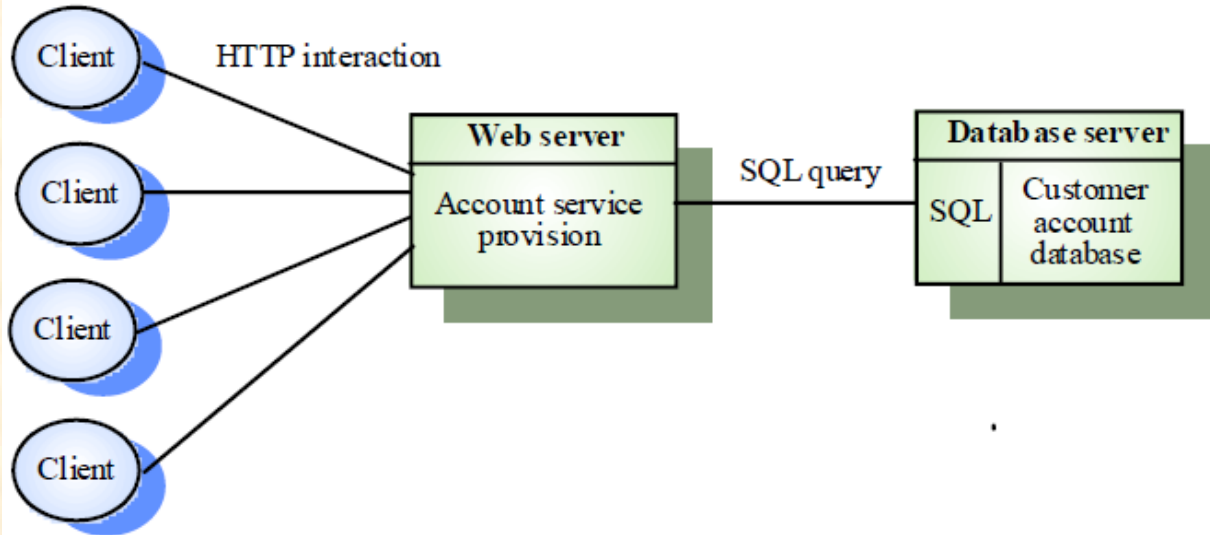 Client
HTTP interaction
Client
Client
Client
Web server
Account service
provision
SQL query
Database server
SQL
Customer
account
database